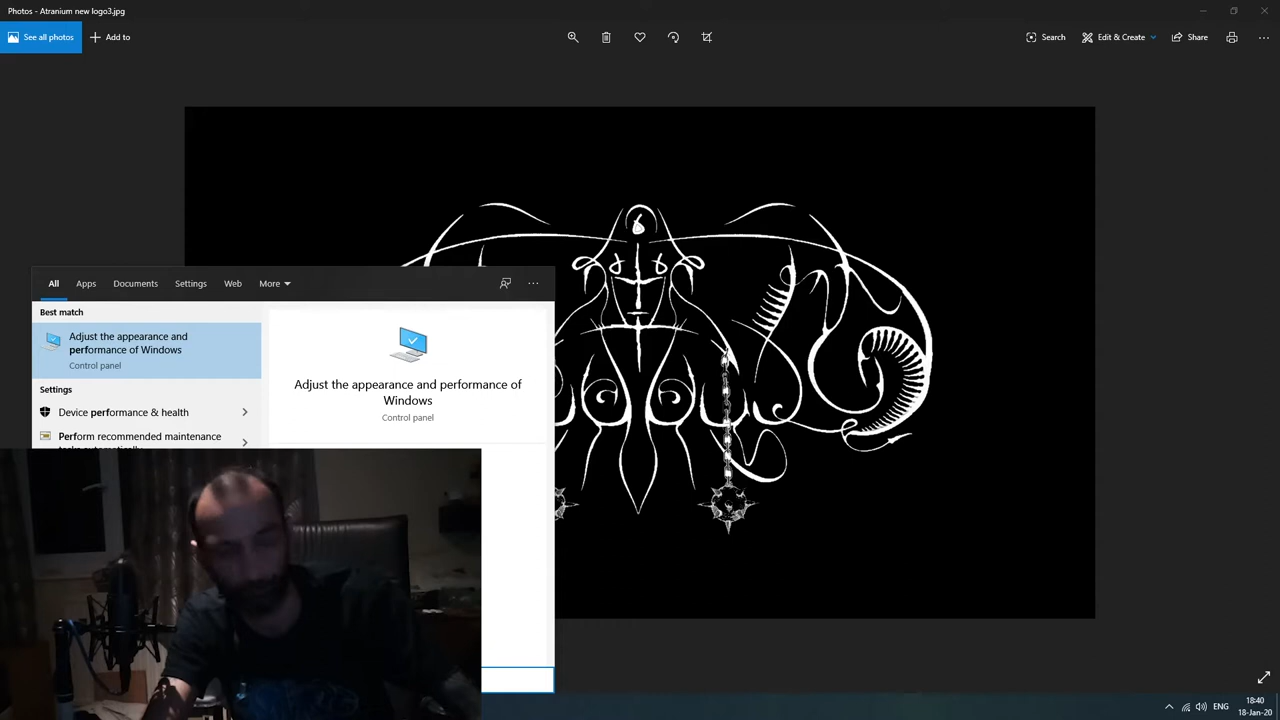 Photos - Atranium new logo3.jpg
See all photos
Add to
Search
Edit & Create
Share
All
Apps
Documents
Settings
Web
More
Best match
Adjust the appearance and
performance of Windows
Control panel
Settings
Device performance & health
Perform recommended maintenance
tasks automatically
Adjust the appearance and performance of
Windows
Control panel
ENG
18:40
18-Jan-20